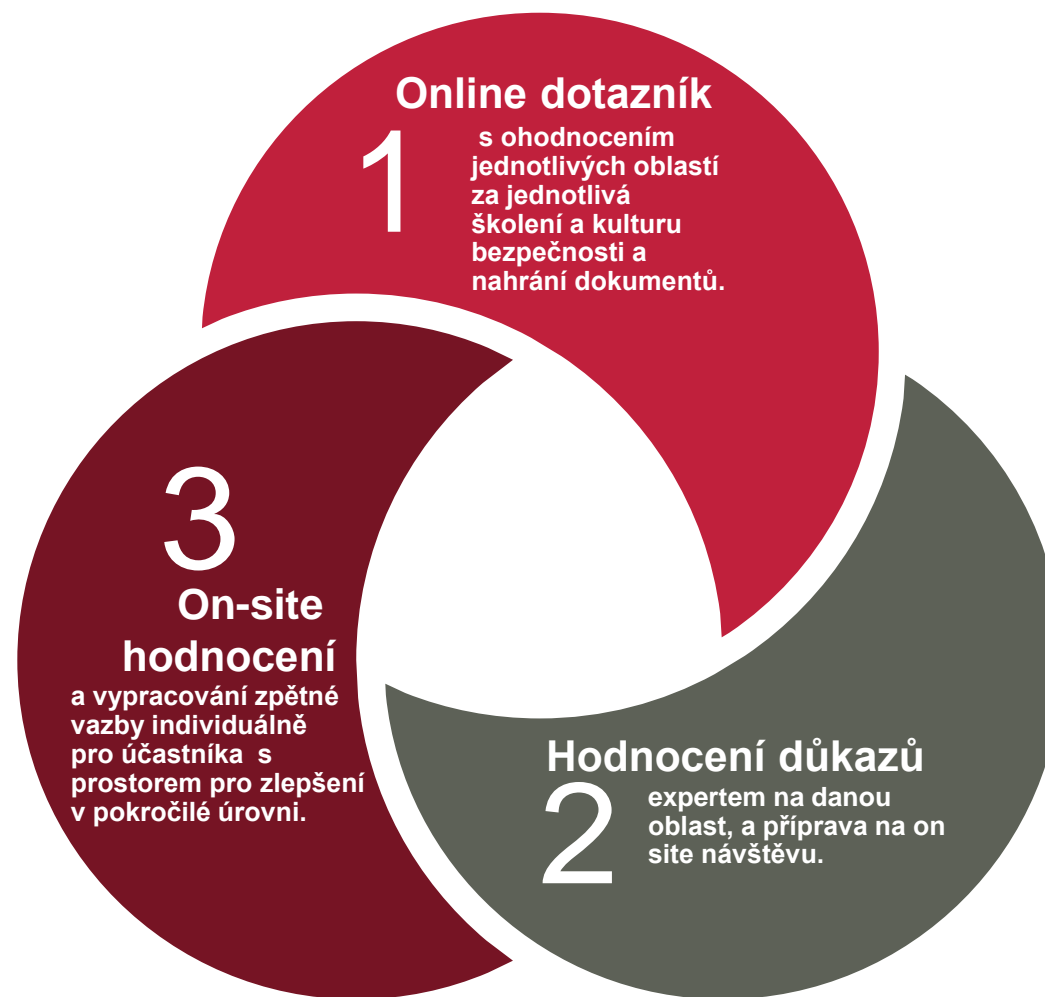 Online dotazník
1
s ohodnocením
jednotlivých oblastí
za jednotlivá
školení a kulturu
bezpečnosti a
nahrání dokumentů.
Hodnocení důkazů
2
expertem na danou
oblast, a příprava na on
site návštěvu.
3
On-site
hodnocení
a vypracování zpětné
vazby individuálně
pro účastníka s
prostorem pro zlepšení
v pokročilé úrovni.